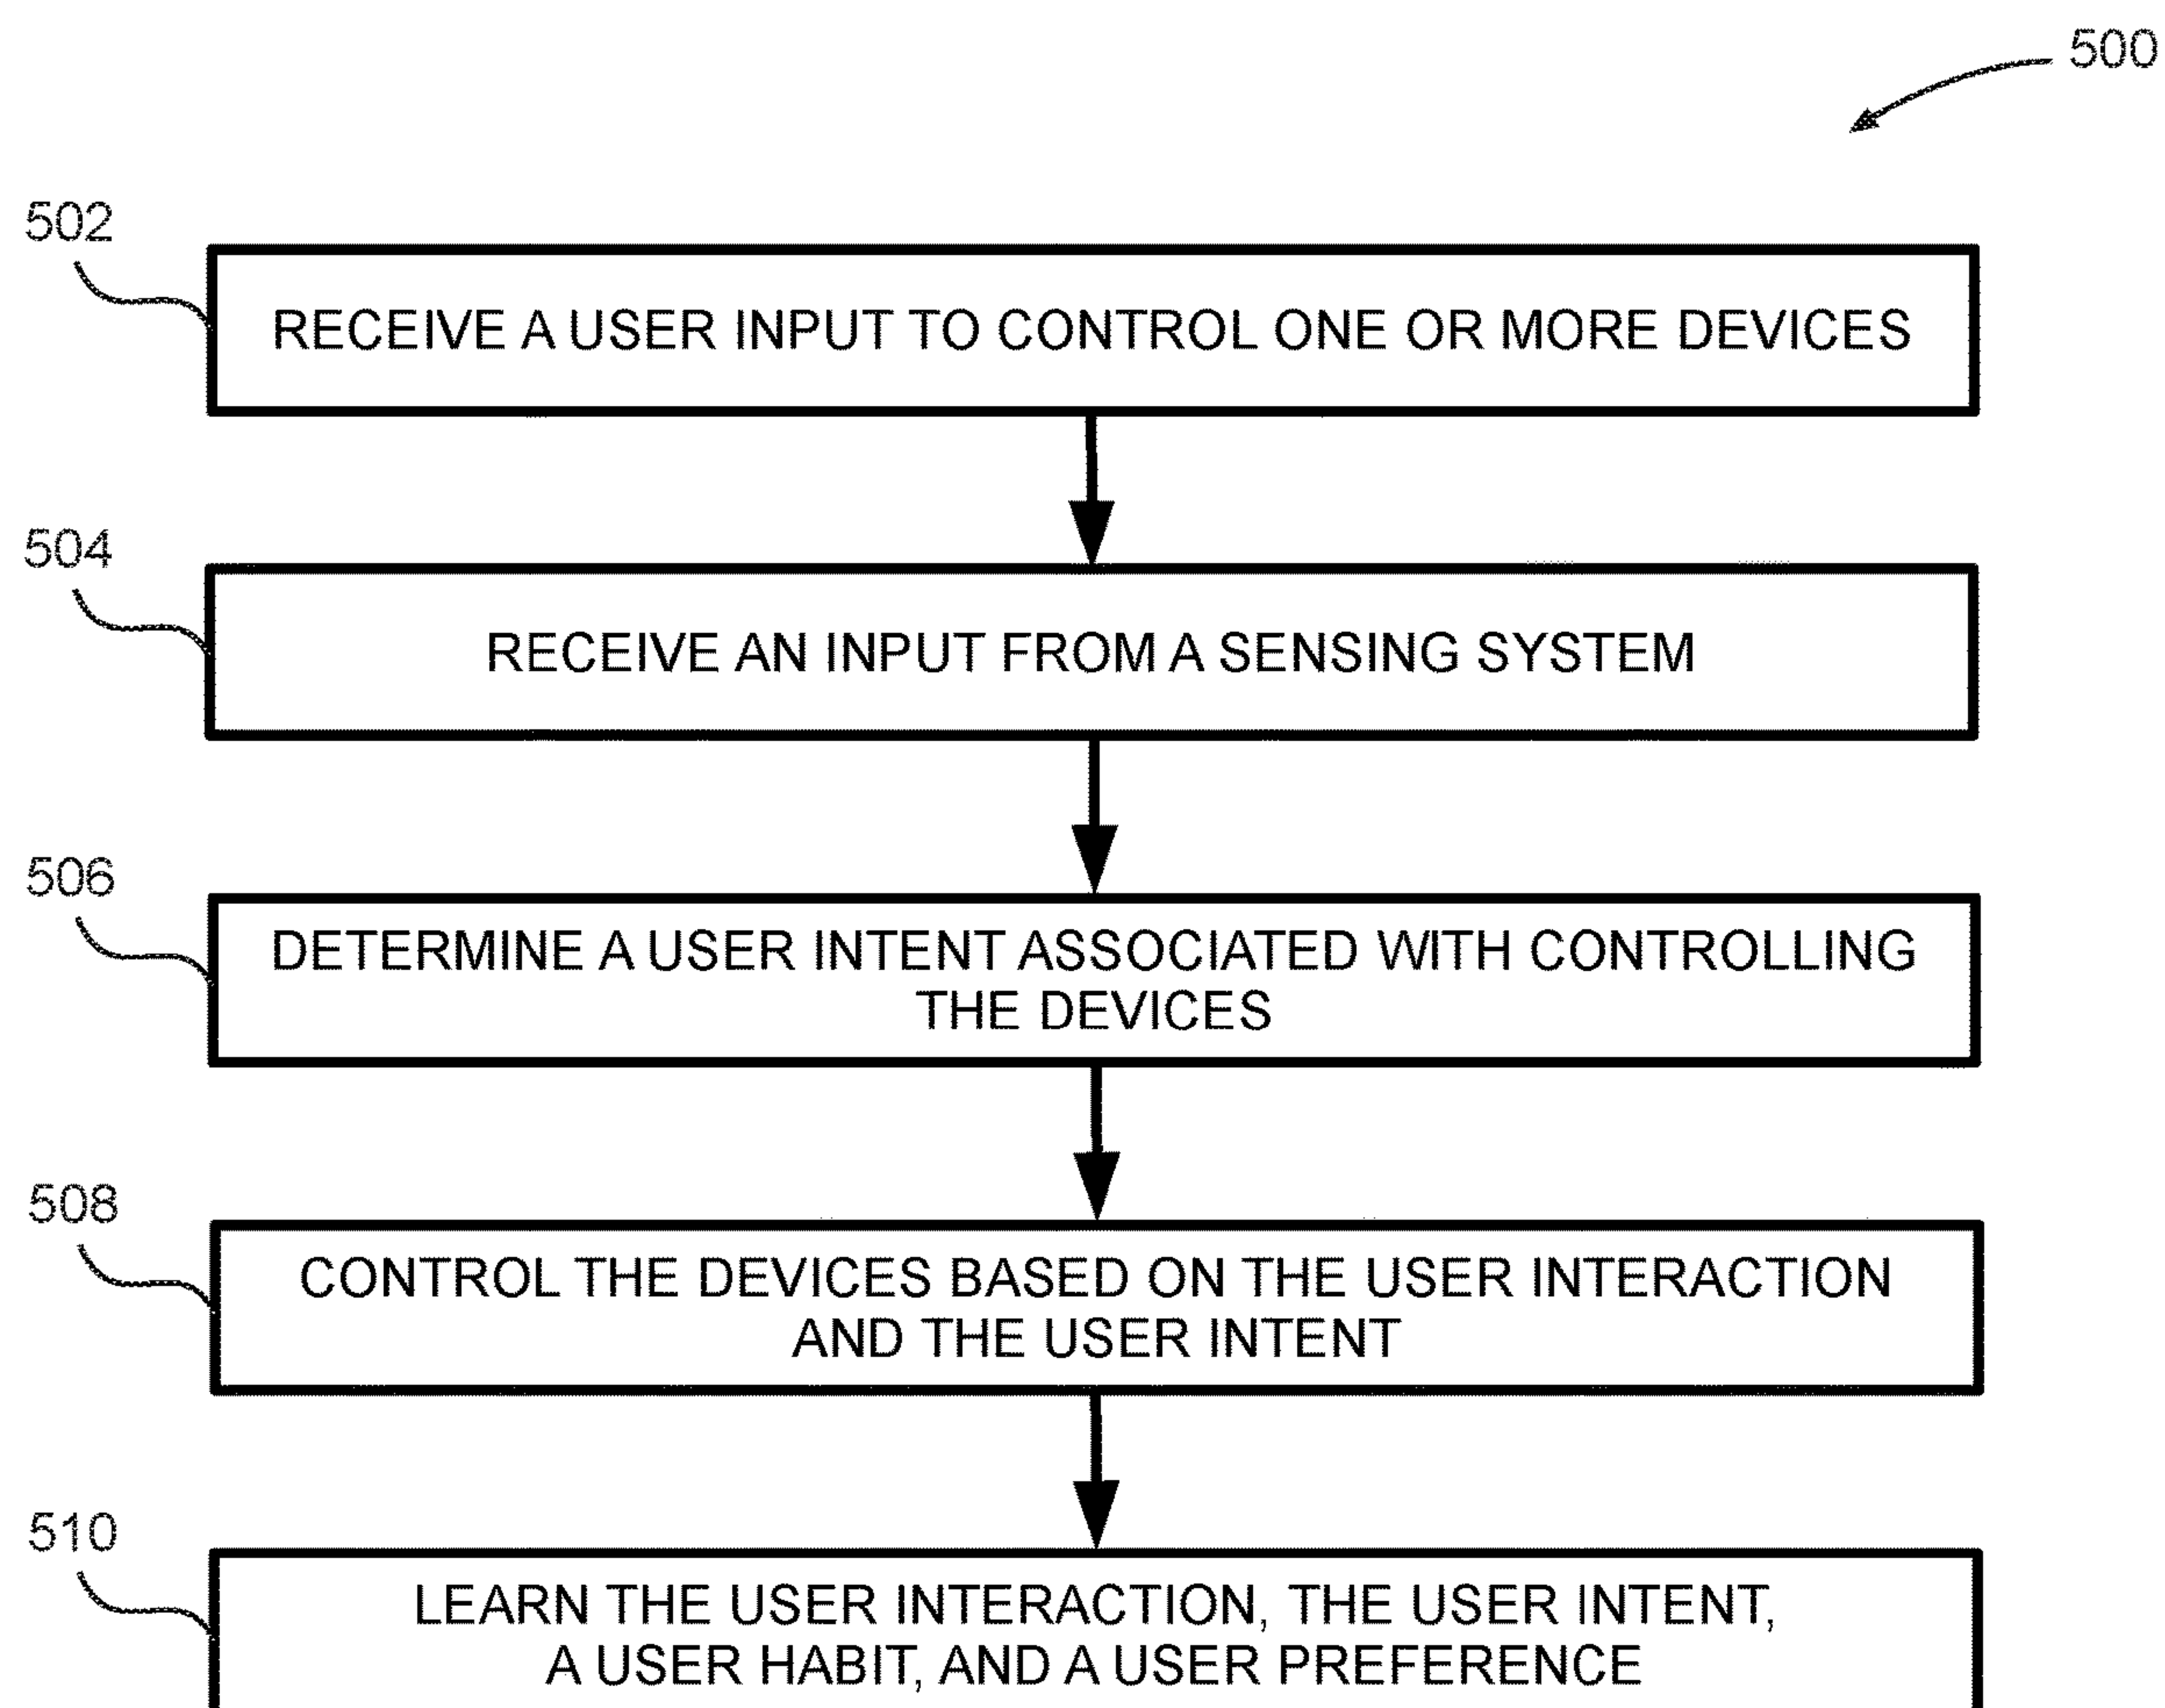 500
502
RECEIVE A USER INPUT TO CONTROL ONE OR MORE DEVICES
504
RECEIVE AN INPUT FROM A SENSING SYSTEM
506
DETERMINE A USER INTENT ASSOCIATED WITH CONTROLLING
THE DEVICES
508
CONTROL THE DEVICES BASED ON THE USER INTERACTION
AND THE USER INTENT
510
LEARN THE USER INTERACTION, THE USER INTENT,
A USER HABIT, AND A USER PREFERENCE